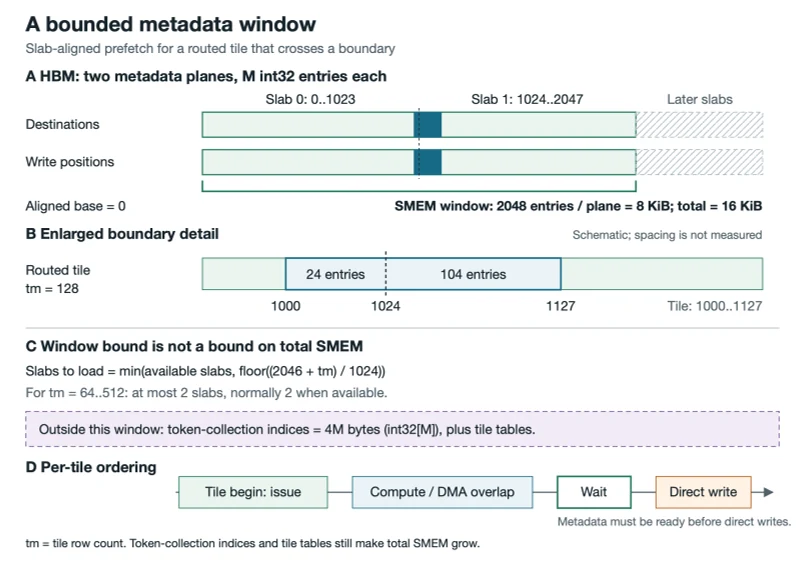 A bounded metadata window
Slab-aligned prefetch for a routed tile that crosses a boundary
A HBM: two metadata planes, M int32 entries each
Slab 0: 0..1023
Slab 1: 1024..2047
Later slabs
Destinations
Write positions
Aligned base = 0
SMEM window: 2048 entries / plane = 8 KiB; total = 16 KiB
B Enlarged boundary detail
Schematic; spacing is not measured
Routed tile
tm = 128
24 entries
104 entries
1000
1024
1127
Tile: 1000..1127
C Window bound is not a bound on total SMEM
Slabs to load = min(available slabs, floor((2046 + tm) / 1024))
For tm = 64..512: at most 2 slabs, normally 2 when available.
Outside this window: token-collection indices = 4M bytes (int32[M]), plus tile tables.
D Per-tile ordering
Tile begin: issue
Compute / DMA overlap
Wait
Direct write
Metadata must be ready before direct writes.
tm = tile row count. Token-collection indices and tile tables still make total SMEM grow.